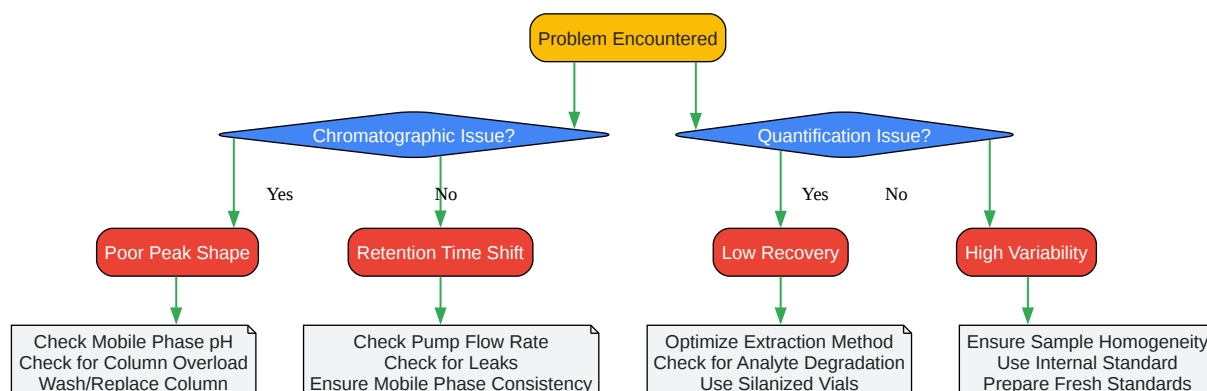 Problem Encountered
Chromatographic Issue?
Quantification Issue?
Yes
No
Yes
No
Poor Peak Shape
Retention Time Shift
Low Recovery
High Variability
Check Mobile Phase pH
Check for Column Overload
Wash/Replace Column
Check Pump Flow Rate
Check for Leaks
Ensure Mobile Phase Consistency
Optimize Extraction Method
Check for Analyte Degradation
Use Silanized Vials
Ensure Sample Homogeneity
Use Internal Standard
Prepare Fresh Standards